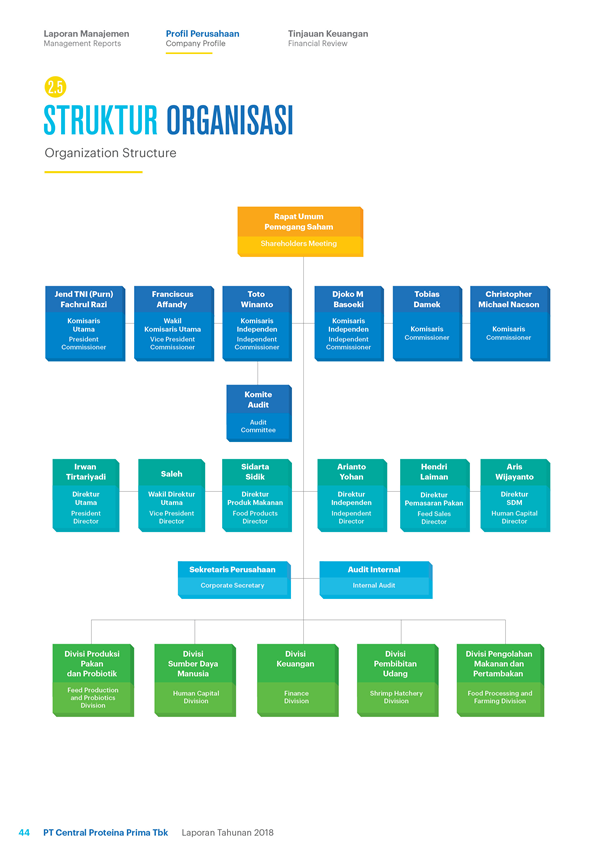 Laporan Manajemen
Management Reports
Profil Perusahaan
Company Profile
Tinjauan Keuangan
Financial Review
2.5
STRUKTUR ORGANISASI
Organization Structure
Rapat Umum
Pemegang Saham
Shareholders Meeting
Jend TNI (Purn)
Fachrul Razi
Komisaris
Utama
President
Commissioner
Franciscus
Affandy
Wakil
Komisaris Utama
Vice President
Commissioner
Toto
Winanto
Komisaris
Independen
Independent
Commissioner
Djoko M
Basoeki
Komisaris
Independen
Independent
Commissioner
Tobias
Damek
Komisaris
Commissioner
Christopher
Michael Nacson
Komisaris
Commissioner
Komite
Audit
Audit
Committee
Irwan
Tirtariyadi
Direktur
Utama
President
Director
Saleh
Wakil Direktur
Utama
Vice President
Director
Sidarta
Sidik
Direktur
Produk Makanan
Food Products
Director
Arianto
Yohan
Direktur
Independen
Independent
Director
Hendri
Laiman
Direktur
Pemasaran Pakan
Feed Sales
Director
Aris
Wijayanto
Direktur
SDM
Human Capital
Director
Sekretaris Perusahaan
Corporate Secretary
Audit Internal
Internal Audit
Divisi Produksi
Pakan
dan Probiotik
Feed Production
and Probiotics
Division
Divisi
Sumber Daya
Manusia
Human Capital
Division
Divisi
Keuangan
Finance
Division
Divisi
Pembibitan
Udang
Shrimp Hatchery
Division
Divisi Pengolahan
Makanan dan
Pertambakan
Food Processing and
Farming Division
44 PT Central Proteina Prima Tbk Laporan Tahunan 2018